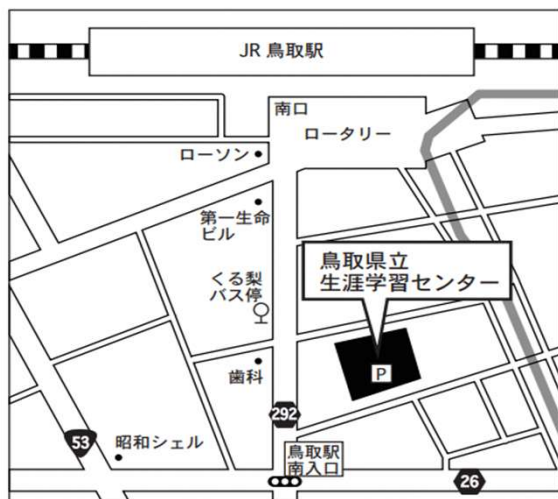 JR 鳥取駅
南口
ロータリー
ローソン
第一生命
ビル
くる梨
バス停
鳥取県立
生涯学習センター
P
歯科
292
53
昭和シェル
鳥取駅
南入口
26